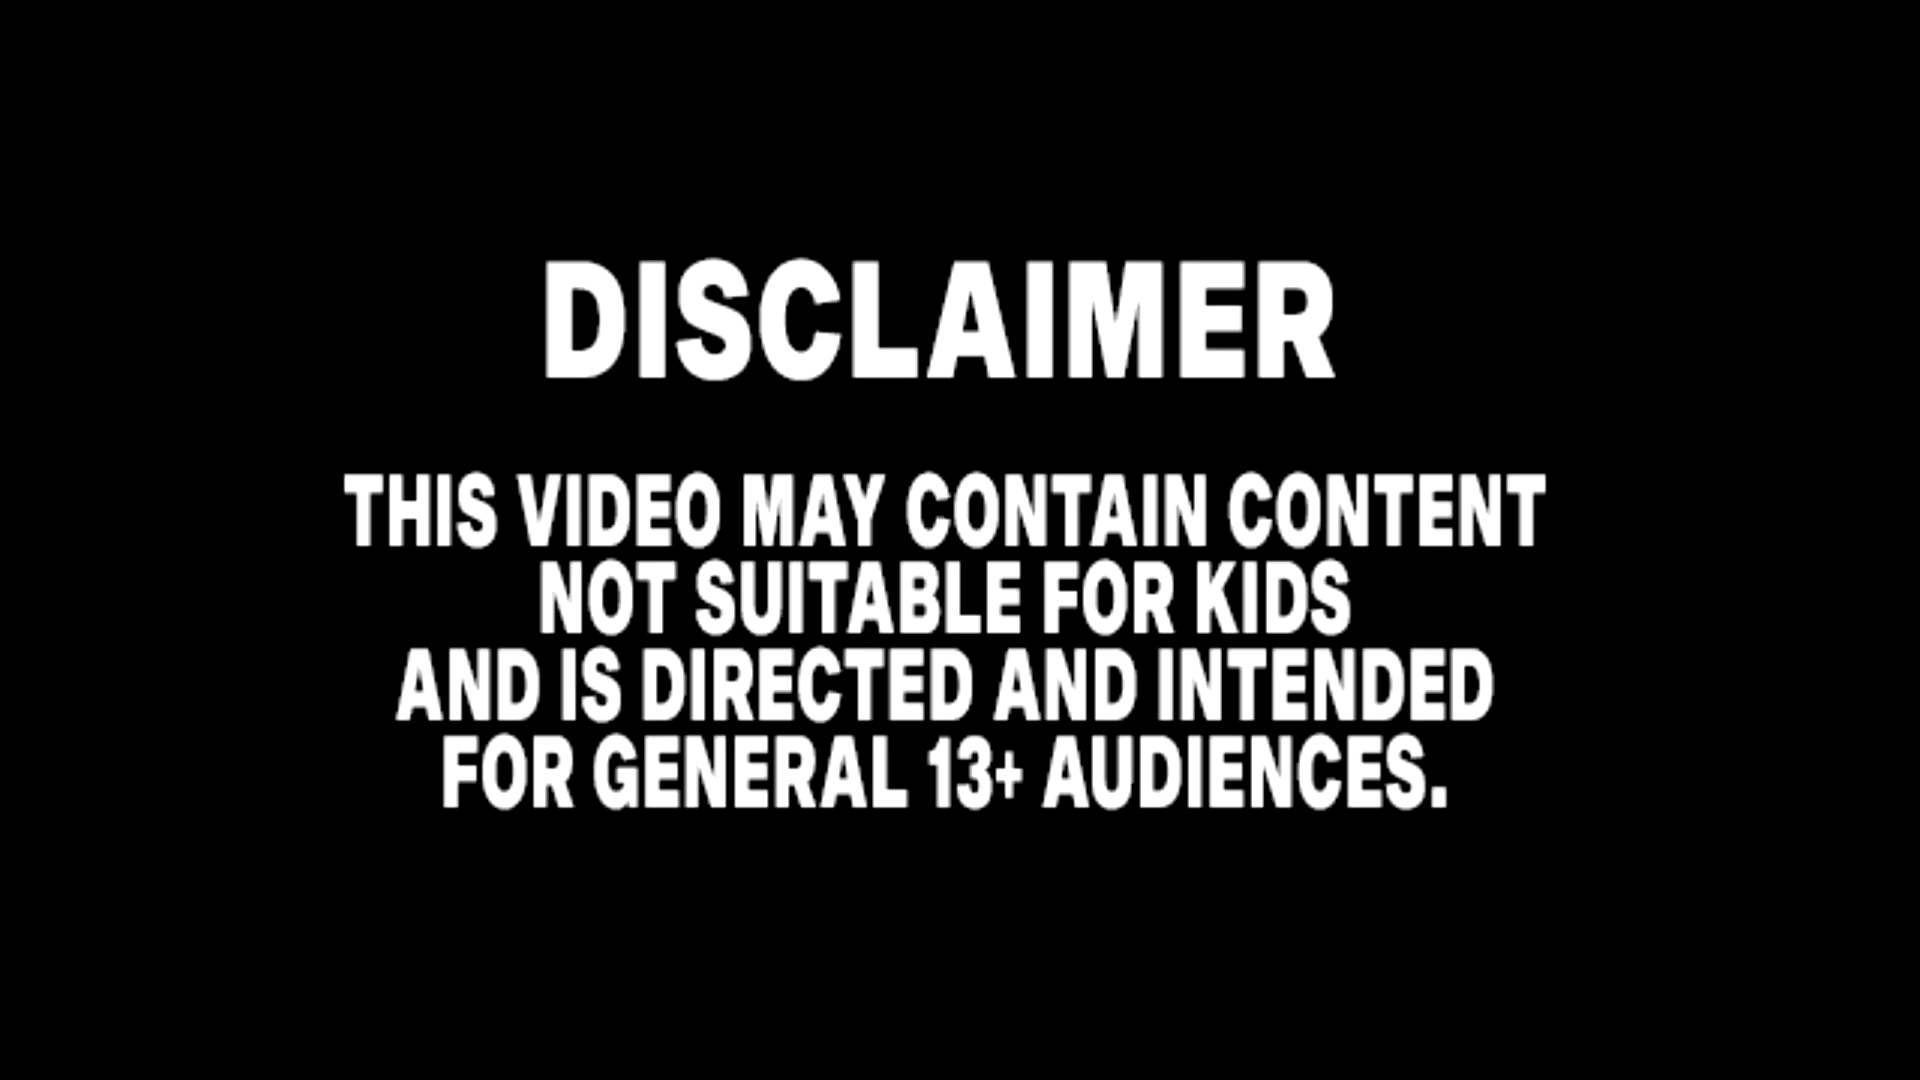 DISCLAIMER
THIS VIDEO MAY CONTAIN CONTENT
NOT SUITABLE FOR KIDS
AND IS DIRECTED AND INTENDED
FOR GENERAL 13+ AUDIENCES.